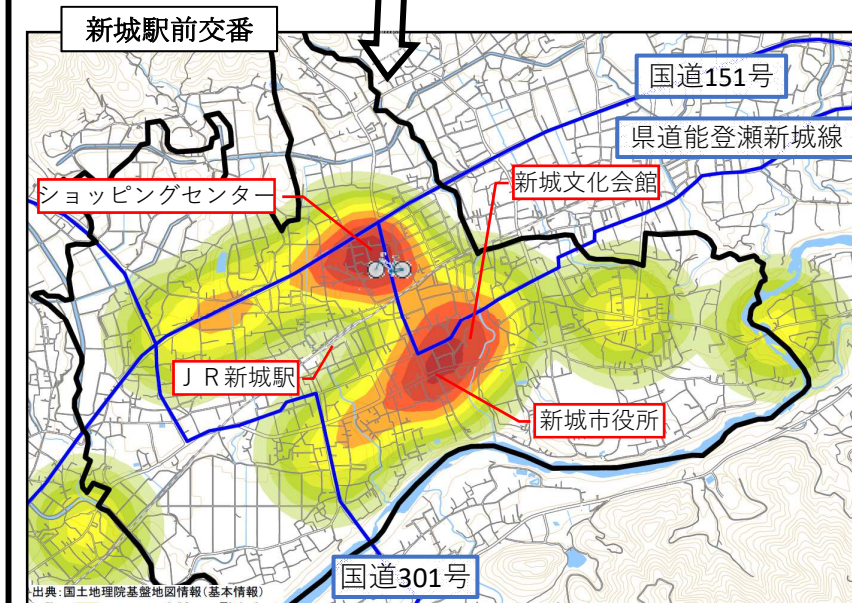 新城駅前交番
国道151号
県道能登瀬新城線
ショッピングセンター
新城文化会館
ＪＲ新城駅
新城市役所
国道301号
出典：国土地理院基盤地図情報（基本情報）